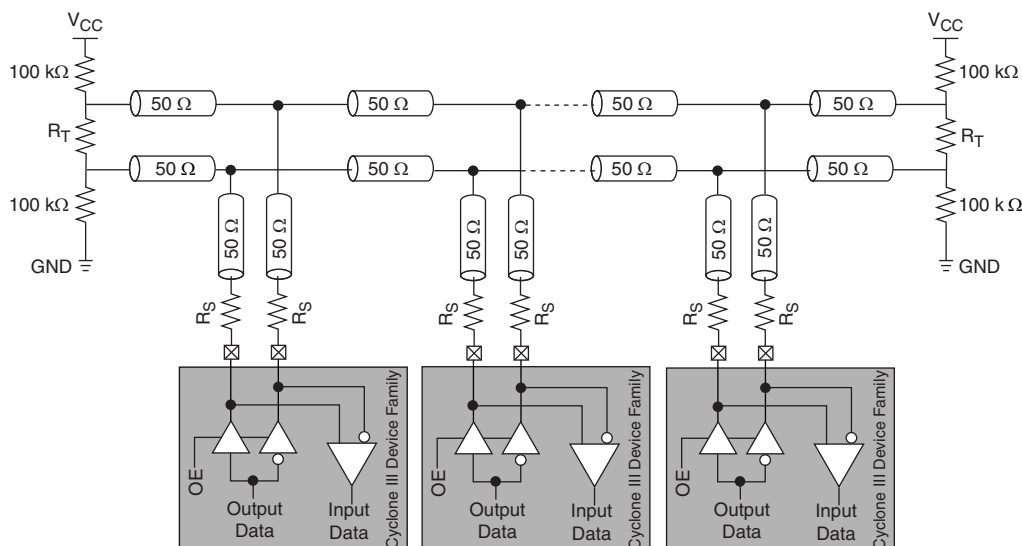 V_CC
V_CC
100 kΩ
100 kΩ
50 Ω
50 Ω
50 Ω
50 Ω
R_T
R_T
50 Ω
50 Ω
50 Ω
50 Ω
100 kΩ
100 k Ω
50 Ω
50 Ω
50 Ω
50 Ω
50 Ω
50 Ω
GND
GND
R_S
R_S
R_S
R_S
R_S
R_S
Cyclone III Device Family
Cyclone III Device Family
Cyclone III Device Family
OE
Output
Data
Input
Data
OE
Output
Data
Input
Data
OE
Output
Data
Input
Data